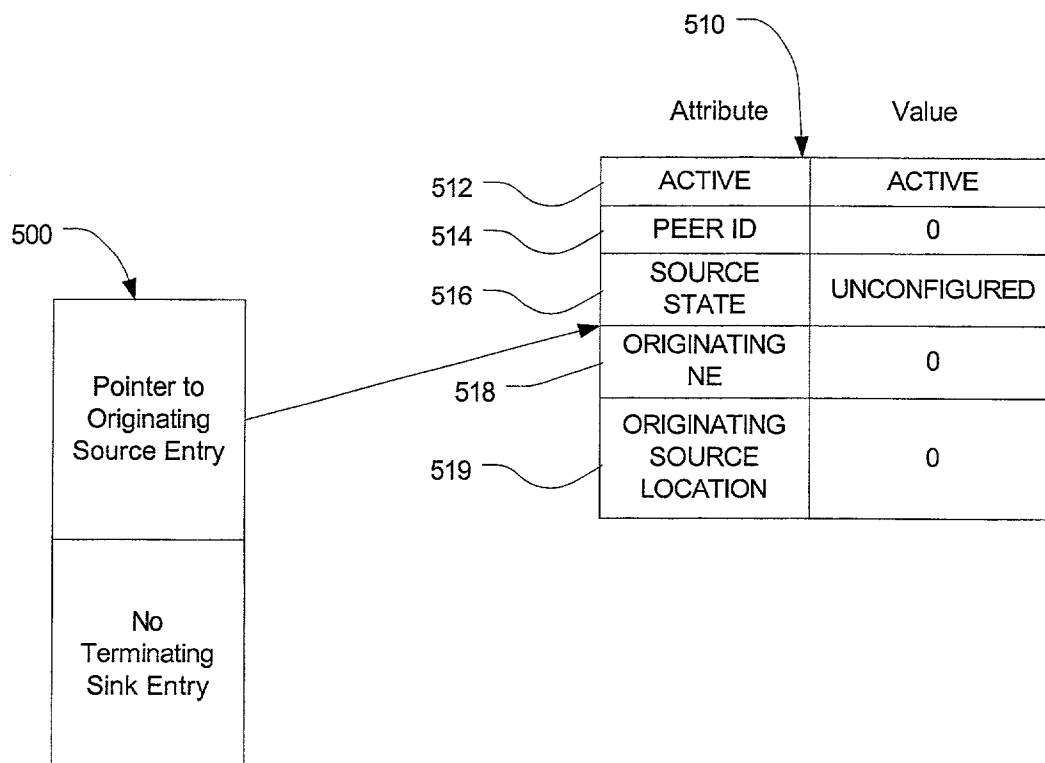 510
Attribute Value
512 ACTIVE ACTIVE
500
514 PEER ID 0
516 SOURCE
STATE UNCONFIGURED
518 ORIGINATING
NE 0
519 ORIGINATING
SOURCE
LOCATION 0
Pointer to
Originating
Source Entry
No
Terminating
Sink Entry